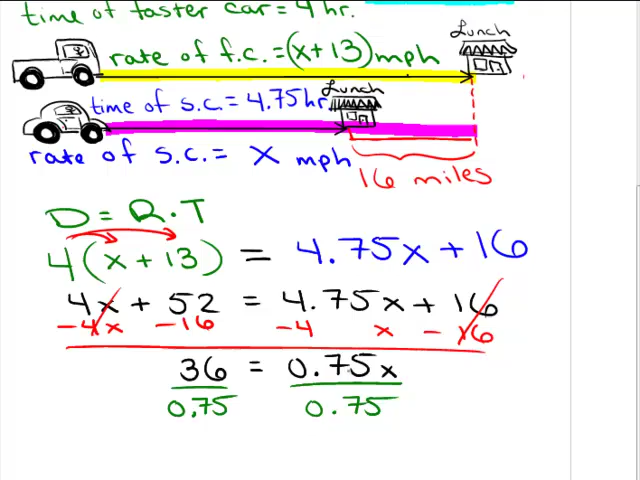 time of faster car = 4 hr.
Lunch
rate of f.c. = (x+13) mph
Lunch
time of s.c. = 4.75 hr.
rate of s.c. = X mph
16 miles
D = R·T
4(x + 13) = 4.75x + 16
4x + 52 = 4.75x + 16
-4x -16 -4 x -16
36 = 0.75x
0.75 0.75